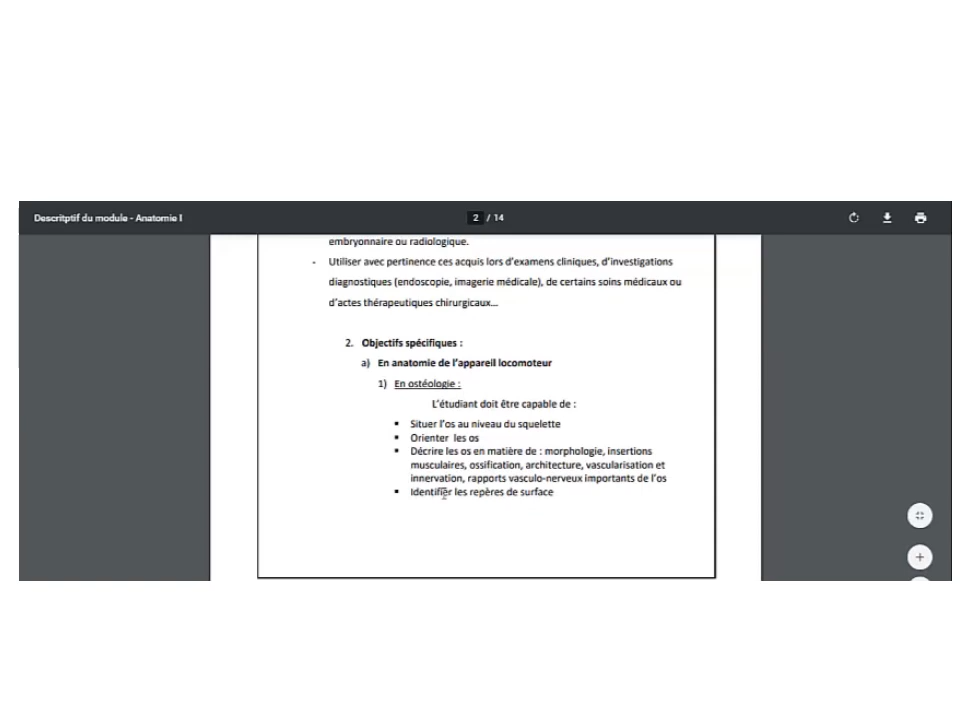 Descritptif du module - Anatomie I
2 / 14
embryonnaire ou radiologique.
- Utiliser avec pertinence ces acquis lors d'examens cliniques, d'investigations
diagnostiques (endoscopie, imagerie médicale), de certains soins médicaux ou
d'actes thérapeutiques chirurgicaux...
2. Objectifs spécifiques :
a) En anatomie de l'appareil locomoteur
1) En ostéologie :
L'étudiant doit être capable de :
▪ Situer l'os au niveau du squelette
▪ Orienter les os
▪ Décrire les os en matière de : morphologie, insertions
musculaires, ossification, architecture, vascularisation et
innervation, rapports vasculo-nerveux importants de l'os
▪ Identifier les repères de surface